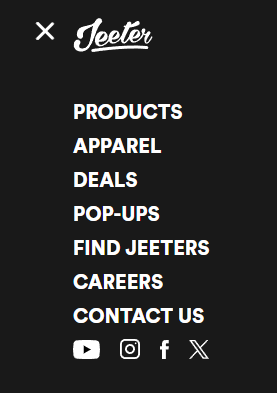 Jeeter
PRODUCTS
APPAREL
DEALS
POP-UPS
FIND JEETERS
CAREERS
CONTACT US